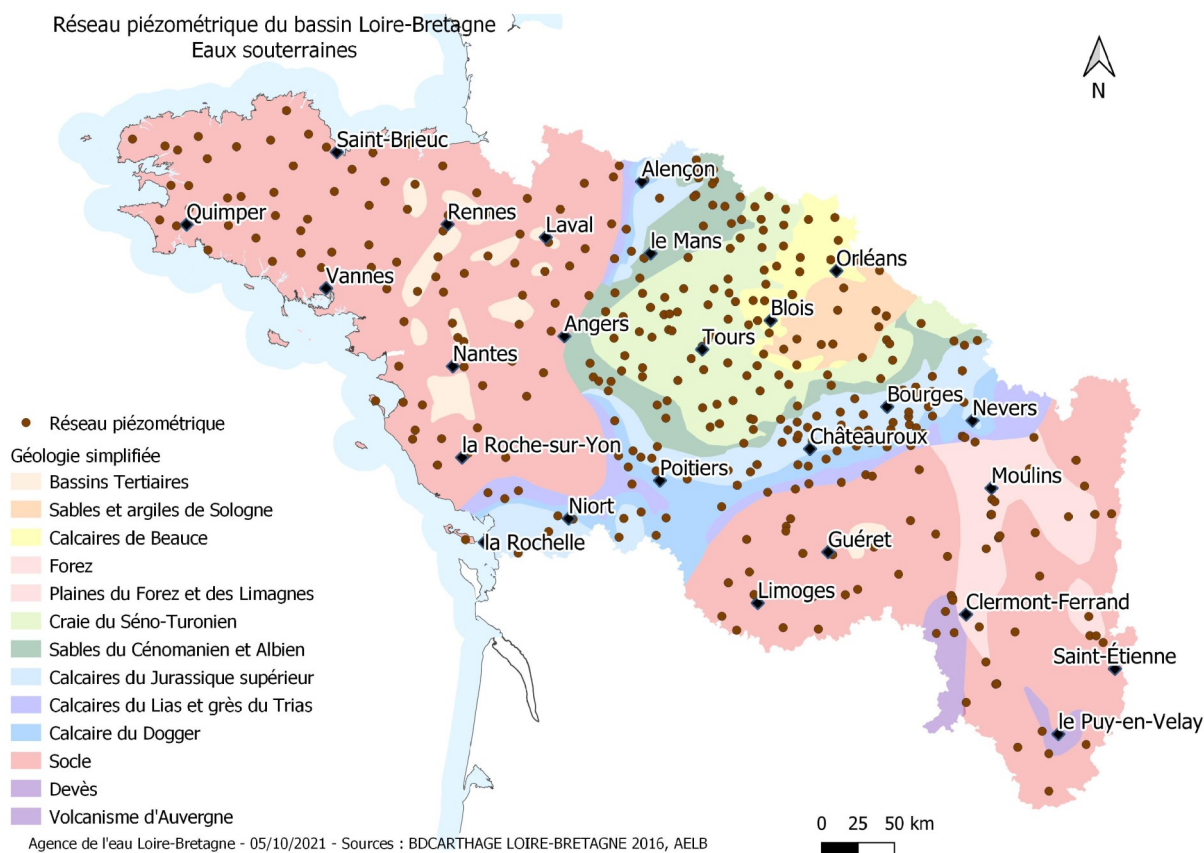 Réseau piézométrique du bassin Loire-Bretagne
Eaux souterraines
N
Saint-Brieuc
Alençon
Quimper
Rennes
Laval
le Mans
Orléans
Vannes
Blois
Angers
Tours
Nantes
Bourges
Nevers
Châteauroux
la Roche-sur-Yon
Poitiers
Moulins
Niort
la Rochelle
Guéret
Limoges
Clermont-Ferrand
Saint-Étienne
le Puy-en-Velay
Réseau piézométrique
Géologie simplifiée
Bassins Tertiaires
Sables et argiles de Sologne
Calcaires de Beauce
Forez
Plaines du Forez et des Limagnes
Craie du Séno-Turonien
Sables du Cénomanien et Albien
Calcaires du Jurassique supérieur
Calcaires du Lias et grès du Trias
Calcaire du Dogger
Socle
Devès
Volcanisme d'Auvergne
0 25 50 km
Agence de l'eau Loire-Bretagne - 05/10/2021 - Sources : BDCARTHAGE LOIRE-BRETAGNE 2016, AELB